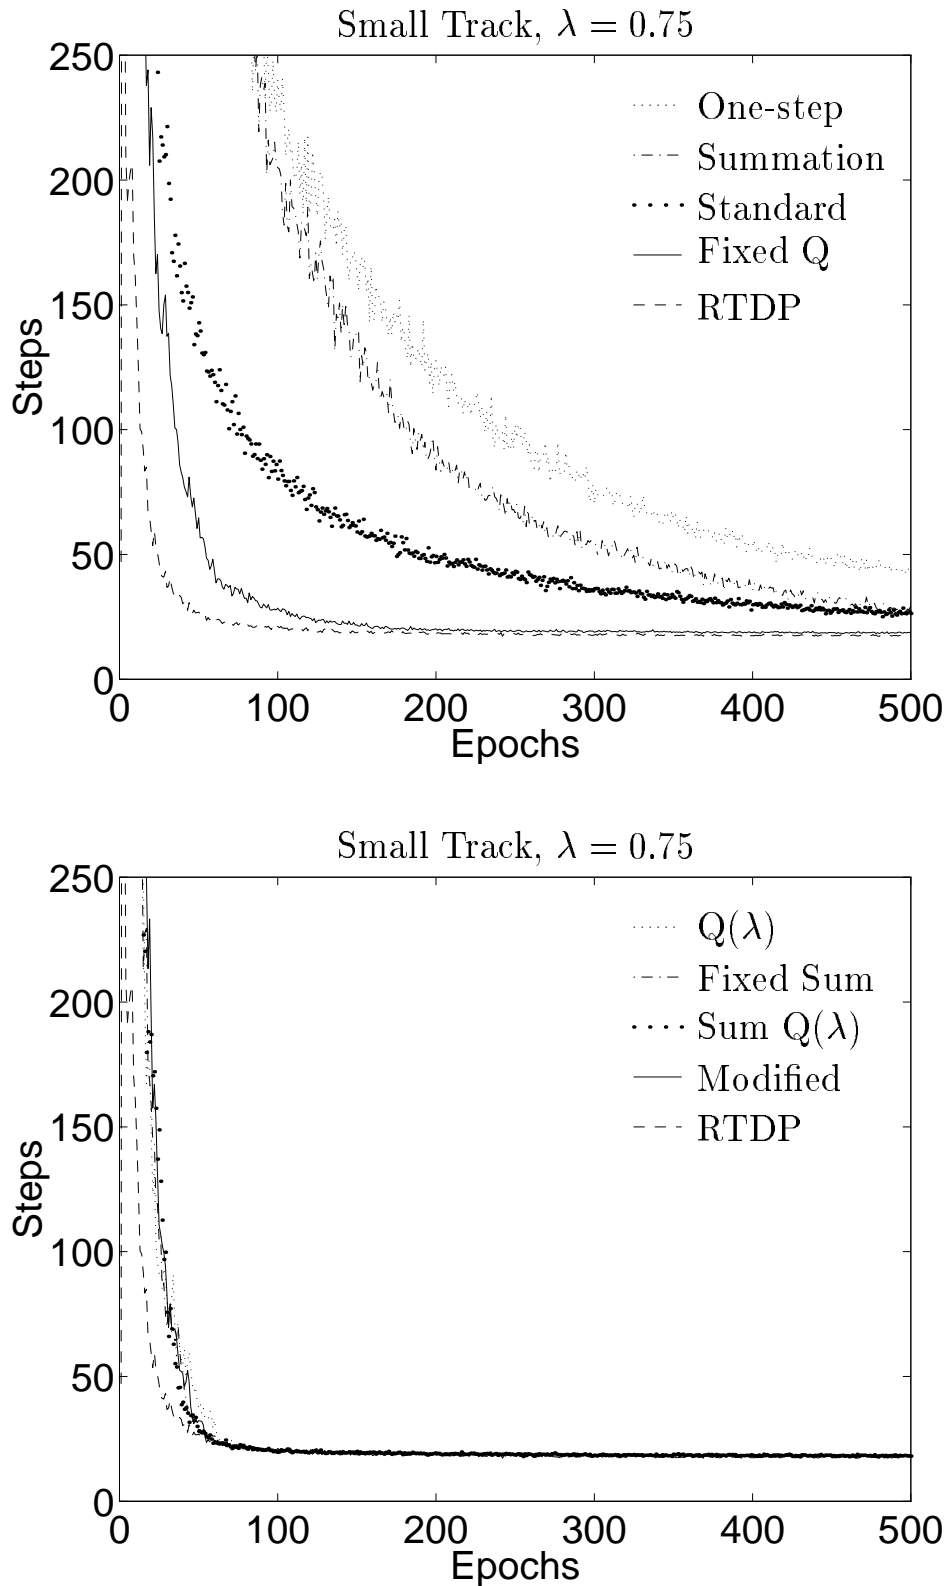 Small Track, λ = 0.75
250
200
150
100
50
0
Steps
One-step
Summation
Standard
Fixed Q
RTDP
0 100 200 300 400 500
Epochs
Small Track, λ = 0.75
250
200
150
100
50
0
Steps
Q(λ)
Fixed Sum
Sum Q(λ)
Modified
RTDP
0 100 200 300 400 500
Epochs